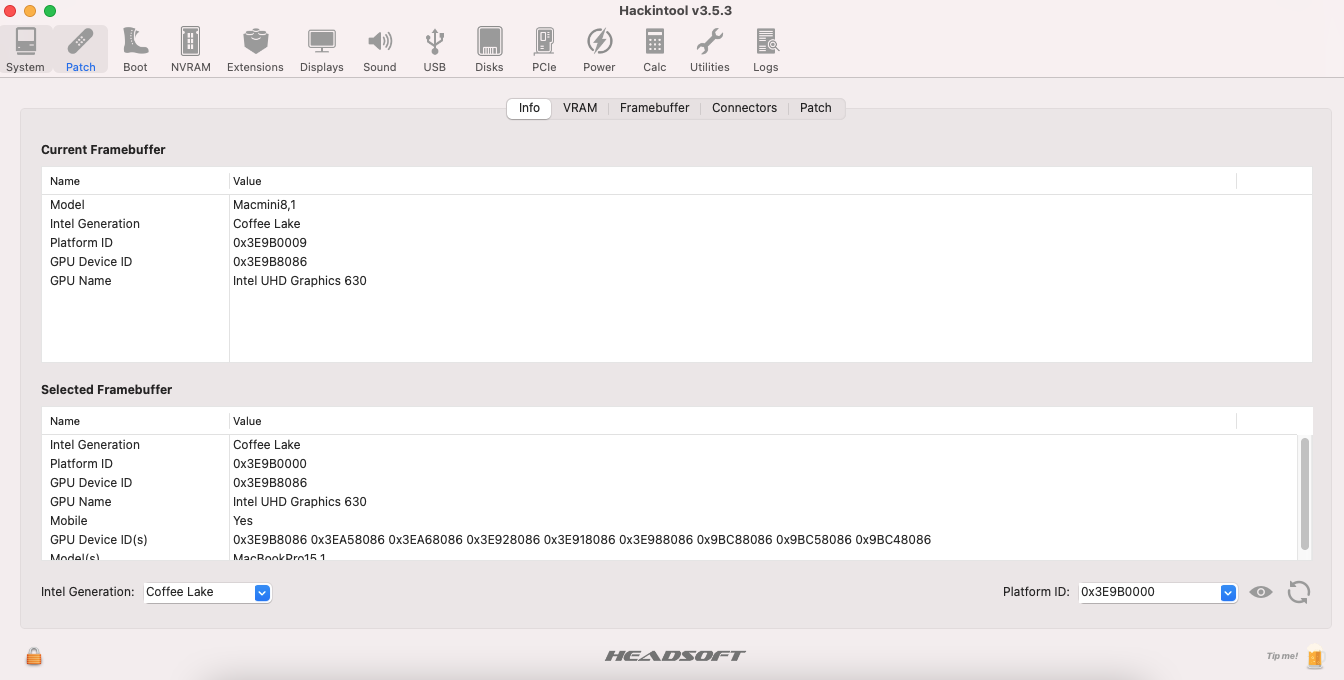 Hackintool v3.5.3
System Patch Boot NVRAM Extensions Displays Sound USB Disks PCIe Power Calc Utilities Logs
Info VRAM Framebuffer Connectors Patch
Current Framebuffer
Name Value
Model Macmini8,1
Intel Generation Coffee Lake
Platform ID 0x3E9B0009
GPU Device ID 0x3E9B8086
GPU Name Intel UHD Graphics 630
Selected Framebuffer
Name Value
Intel Generation Coffee Lake
Platform ID 0x3E9B0000
GPU Device ID 0x3E9B8086
GPU Name Intel UHD Graphics 630
Mobile Yes
GPU Device ID(s) 0x3E9B8086 0x3EA58086 0x3EA68086 0x3E928086 0x3E918086 0x3E988086 0x9BC88086 0x9BC58086 0x9BC48086
Model(s) MacBookPro15,1
Intel Generation: Coffee Lake Platform ID: 0x3E9B0000
HEADSOFT Tip me!